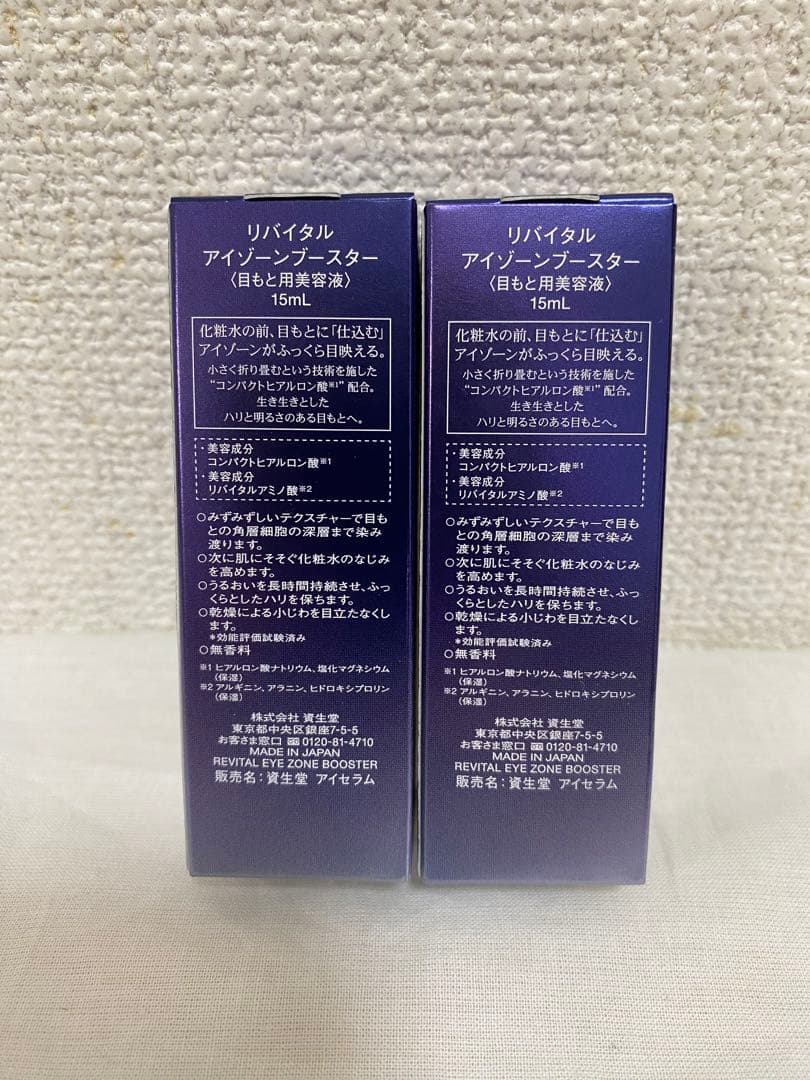 リバイタル
アイゾーンブースター
〈目もと用美容液〉
15mL
化粧水の前、目もとに「仕込む」
アイゾーンがふっくら目映える。
小さく折り畳むという技術を施した
“コンパクトヒアルロン酸※1”配合。
生き生きとした
ハリと明るさのある目もとへ。
・美容成分
コンパクトヒアルロン酸※1
・美容成分
リバイタルアミノ酸※2
○みずみずしいテクスチャーで目も
との角層細胞の深層まで染み
渡ります。
○次に肌にそそぐ化粧水のなじみ
を高めます。
○うるおいを長時間持続させ、ふっ
くらとしたハリを保ちます。
○乾燥による小じわを目立たなくし
ます。
*効能評価試験済み
○無香料
※1 ヒアルロン酸ナトリウム、塩化マグネシウム
（保湿）
※2 アルギニン、アラニン、ヒドロキシプロリン
（保湿）
株式会社 資生堂
東京都中央区銀座7-5-5
お客さま窓口 0120-81-4710
MADE IN JAPAN
REVITAL EYE ZONE BOOSTER
販売名：資生堂 アイセラム
リバイタル
アイゾーンブースター
〈目もと用美容液〉
15mL
化粧水の前、目もとに「仕込む」
アイゾーンがふっくら目映える。
小さく折り畳むという技術を施した
“コンパクトヒアルロン酸※1”配合。
生き生きとした
ハリと明るさのある目もとへ。
・美容成分
コンパクトヒアルロン酸※1
・美容成分
リバイタルアミノ酸※2
○みずみずしいテクスチャーで目も
との角層細胞の深層まで染み
渡ります。
○次に肌にそそぐ化粧水のなじみ
を高めます。
○うるおいを長時間持続させ、ふっ
くらとしたハリを保ちます。
○乾燥による小じわを目立たなくし
ます。
*効能評価試験済み
○無香料
※1 ヒアルロン酸ナトリウム、塩化マグネシウム
（保湿）
※2 アルギニン、アラニン、ヒドロキシプロリン
（保湿）
株式会社 資生堂
東京都中央区銀座7-5-5
お客さま窓口 0120-81-4710
MADE IN JAPAN
REVITAL EYE ZONE BOOSTER
販売名：資生堂 アイセラム